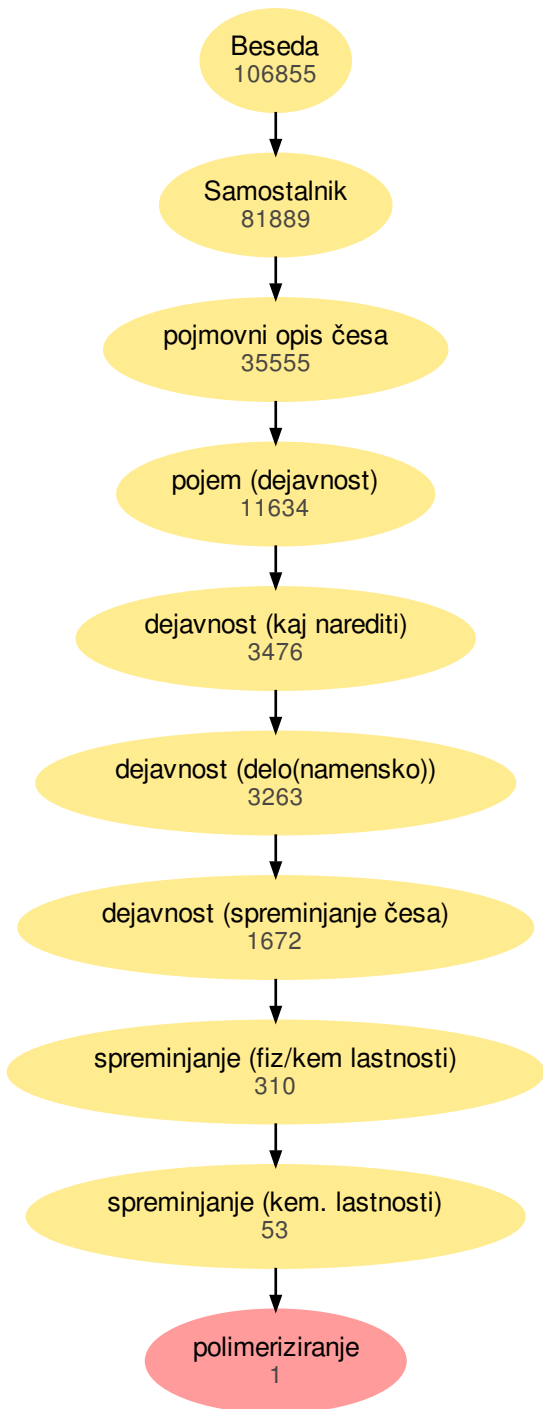 Beseda
106855
Samostalnik
81889
pojmovni opis česa
35555
pojem (dejavnost)
11634
dejavnost (kaj narediti)
3476
dejavnost (delo(namensko))
3263
dejavnost (spreminjanje česa)
1672
spreminjanje (fiz/kem lastnosti)
310
spreminjanje (kem. lastnosti)
53
polimeriziranje
1